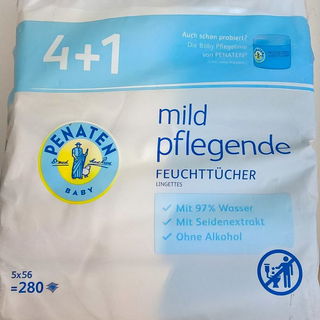 4+1
Auch schon probiert?
Die Baby Pflegelinie
von PENATEN®
PENATEN
BABY
mild
pflegende
FEUCHTTÜCHER
LINGETTES
✓ Mit 97% Wasser
✓ Mit Seidenextrakt
✓ Ohne Alkohol
5x56
=280